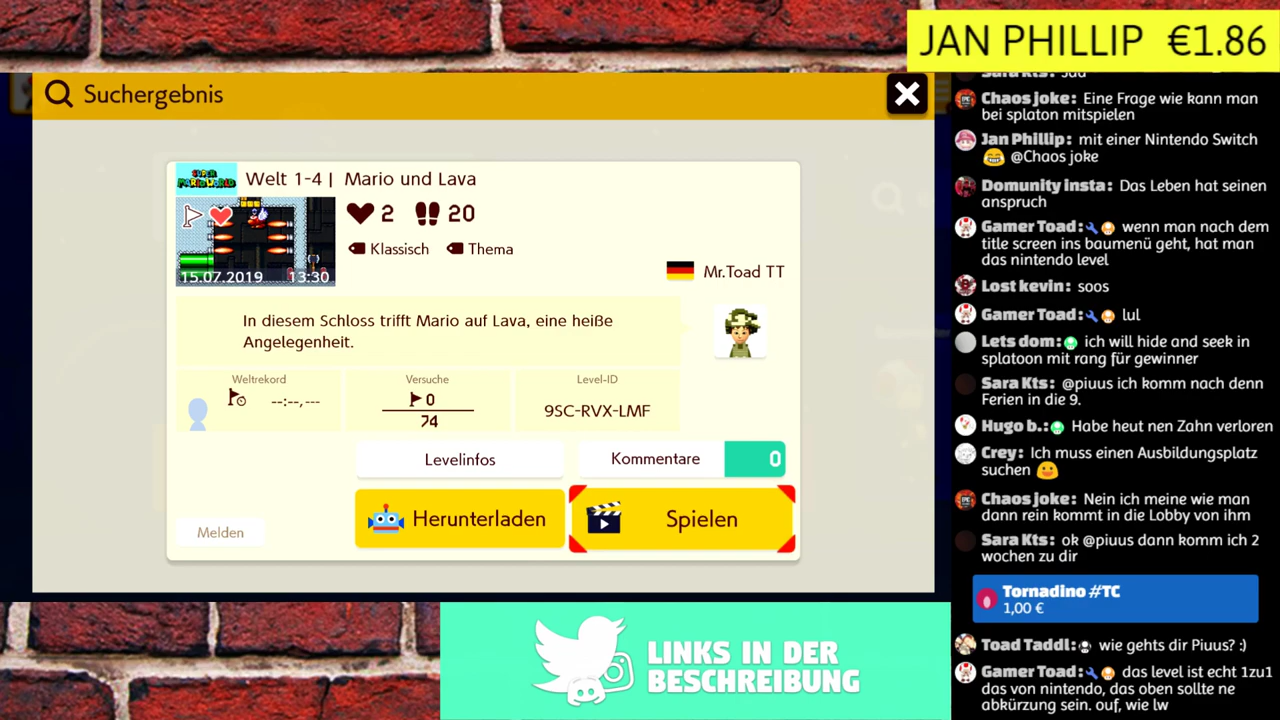 JAN PHILLIP €1.86
Suchergebnis
SUPER
MARIO WORLD
Welt 1-4 | Mario und Lava
2
20
Klassisch
Thema
15.07.2019 13:30
Mr.Toad TT
In diesem Schloss trifft Mario auf Lava, eine heiße
Angelegenheit.
Weltrekord
--:--,---
Versuche
0
74
Level-ID
9SC-RVX-LMF
Levelinfos
Kommentare 0
Melden
Herunterladen
Spielen
LINKS IN DER
BESCHREIBUNG
Sara Kts: Jaa
Chaos joke: Eine Frage wie kann man
bei splaton mitspielen
Jan Phillip: mit einer Nintendo Switch
😂 @Chaos joke
Domunity insta: Das Leben hat seinen
anspruch
Gamer Toad: wenn man nach dem
title screen ins baumenü geht, hat man
das nintendo level
Lost kevin: soos
Gamer Toad: lul
Lets dom: ich will hide and seek in
splatoon mit rang für gewinner
Sara Kts: @piuus ich komm nach denn
Ferien in die 9.
Hugo b.: Habe heut nen Zahn verloren
Crey: Ich muss einen Ausbildungsplatz
suchen
Chaos joke: Nein ich meine wie man
dann rein kommt in die Lobby von ihm
Sara Kts: ok @piuus dann komm ich 2
wochen zu dir
Tornadino #TC
1,00 €
Toad Taddl: wie gehts dir Piuus? :)
Gamer Toad: das level ist echt 1zu1
das von nintendo, das oben sollte ne
abkürzung sein. ouf, wie lw